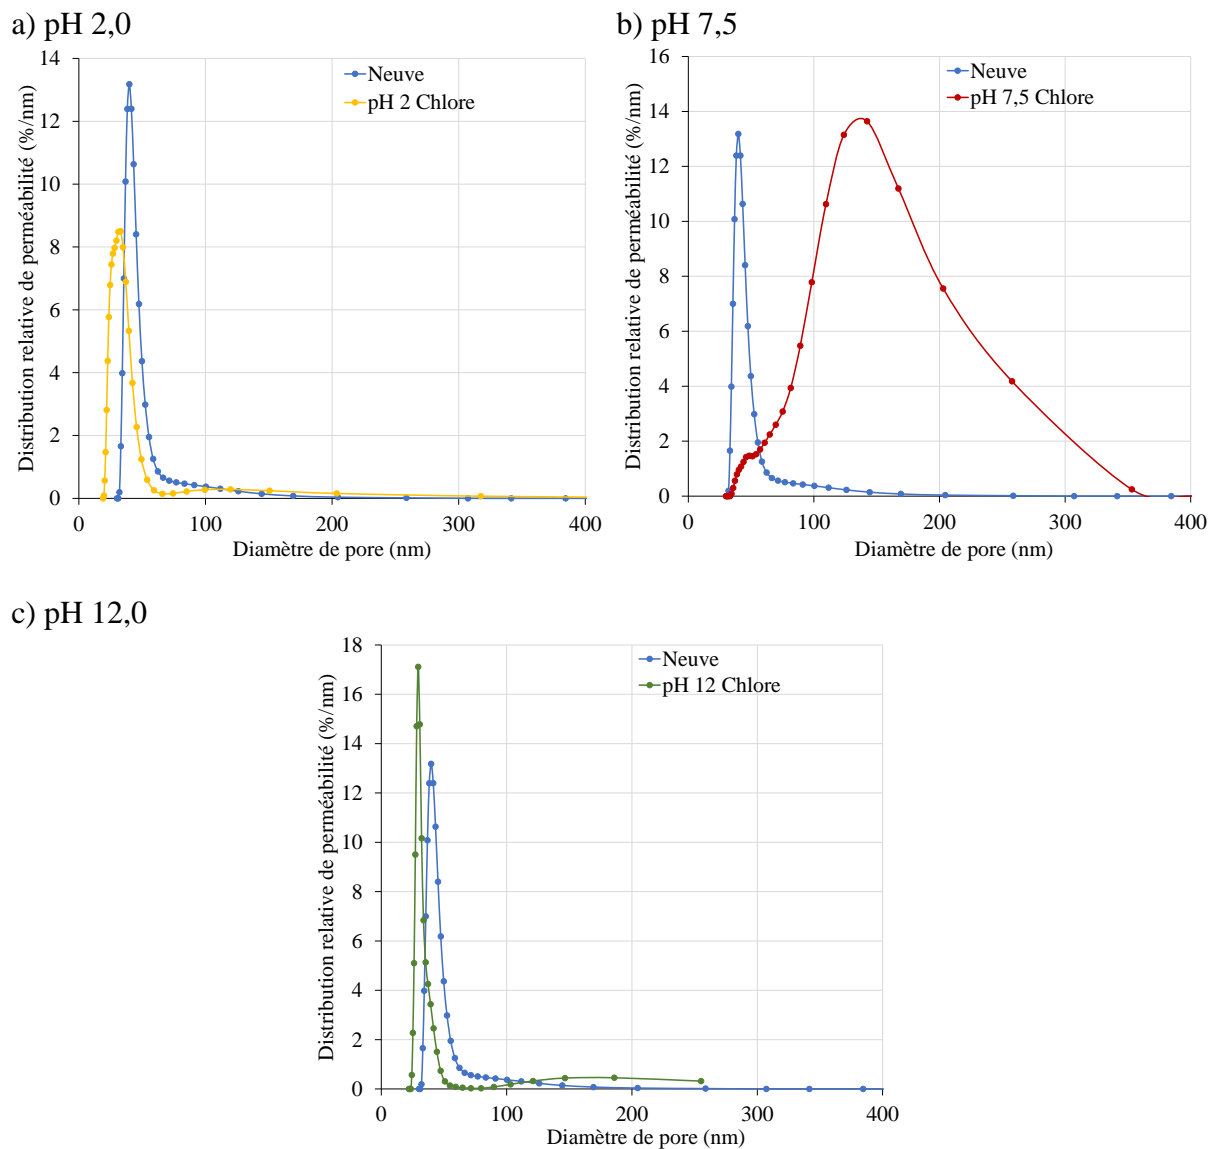 a) pH 2,0
Distribution relative de perméabilité (%/nm)
14
12
10
8
6
4
2
0
0 100 200 300 400
Diamètre de pore (nm)
Neuve
pH 2 Chlore
b) pH 7,5
Distribution relative de perméabilité (%/nm)
16
14
12
10
8
6
4
2
0
0 100 200 300 400
Diamètre de pore (nm)
Neuve
pH 7,5 Chlore
c) pH 12,0
Distribution relative de perméabilité (%/nm)
18
16
14
12
10
8
6
4
2
0
0 100 200 300 400
Diamètre de pore (nm)
Neuve
pH 12 Chlore